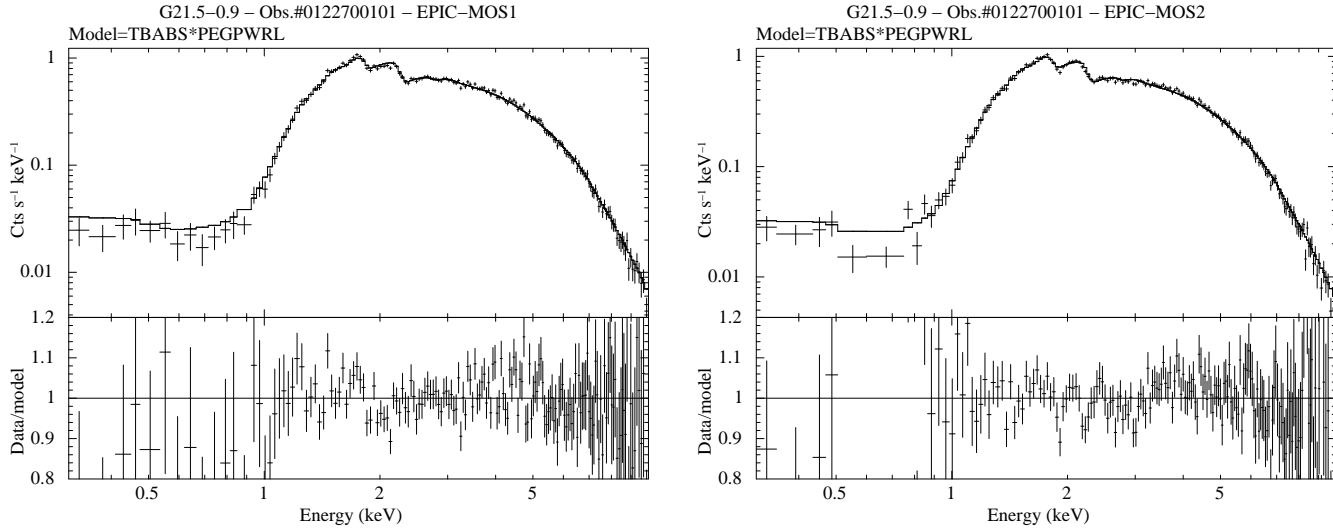 G21.5−0.9 − Obs.#0122700101 − EPIC−MOS1
Model=TBABS*PEGPWRL
1
0.1
0.01
Cts s⁻¹ keV⁻¹
1.2
1.1
1
0.9
0.8
Data/model
0.5 1 2 5
Energy (keV)
G21.5−0.9 − Obs.#0122700101 − EPIC−MOS2
Model=TBABS*PEGPWRL
1
0.1
0.01
Cts s⁻¹ keV⁻¹
1.2
1.1
1
0.9
0.8
Data/model
0.5 1 2 5
Energy (keV)